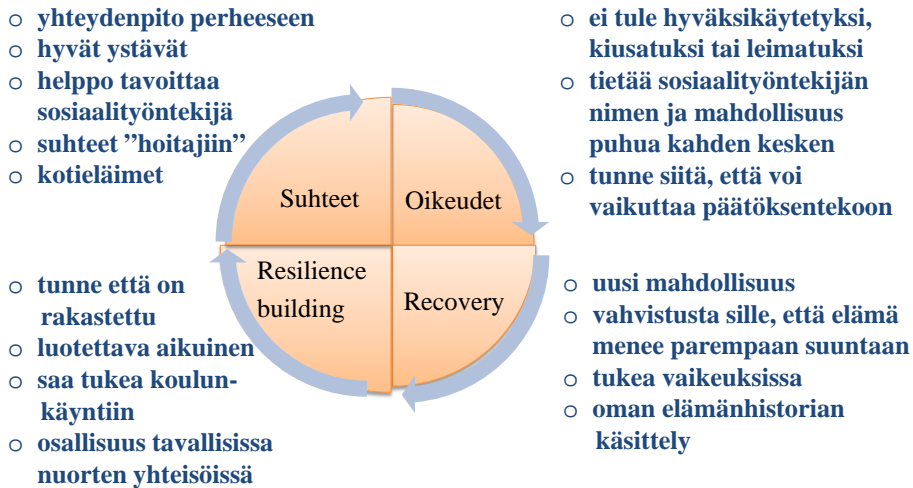 ○ yhteydenpito perheeseen
○ hyvät ystävät
○ helppo tavoittaa
sosiaalityöntekijä
○ suhteet ”hoitajiin”
○ kotieläimet
○ ei tule hyväksikäytetyksi,
kiusatuksi tai leimatuksi
○ tietää sosiaalityöntekijän
nimen ja mahdollisuus
puhua kahden kesken
○ tunne siitä, että voi
vaikuttaa päätöksentekoon
Suhteet
Oikeudet
Resilience
building
Recovery
○ tunne että on
rakastettu
○ luotettava aikuinen
○ saa tukea koulun-
käyntiin
○ osallisuus tavallisissa
nuorten yhteisöissä
○ uusi mahdollisuus
○ vahvistusta sille, että elämä
menee parempaan suuntaan
○ tukea vaikeuksissa
○ oman elämänhistorian
käsittely